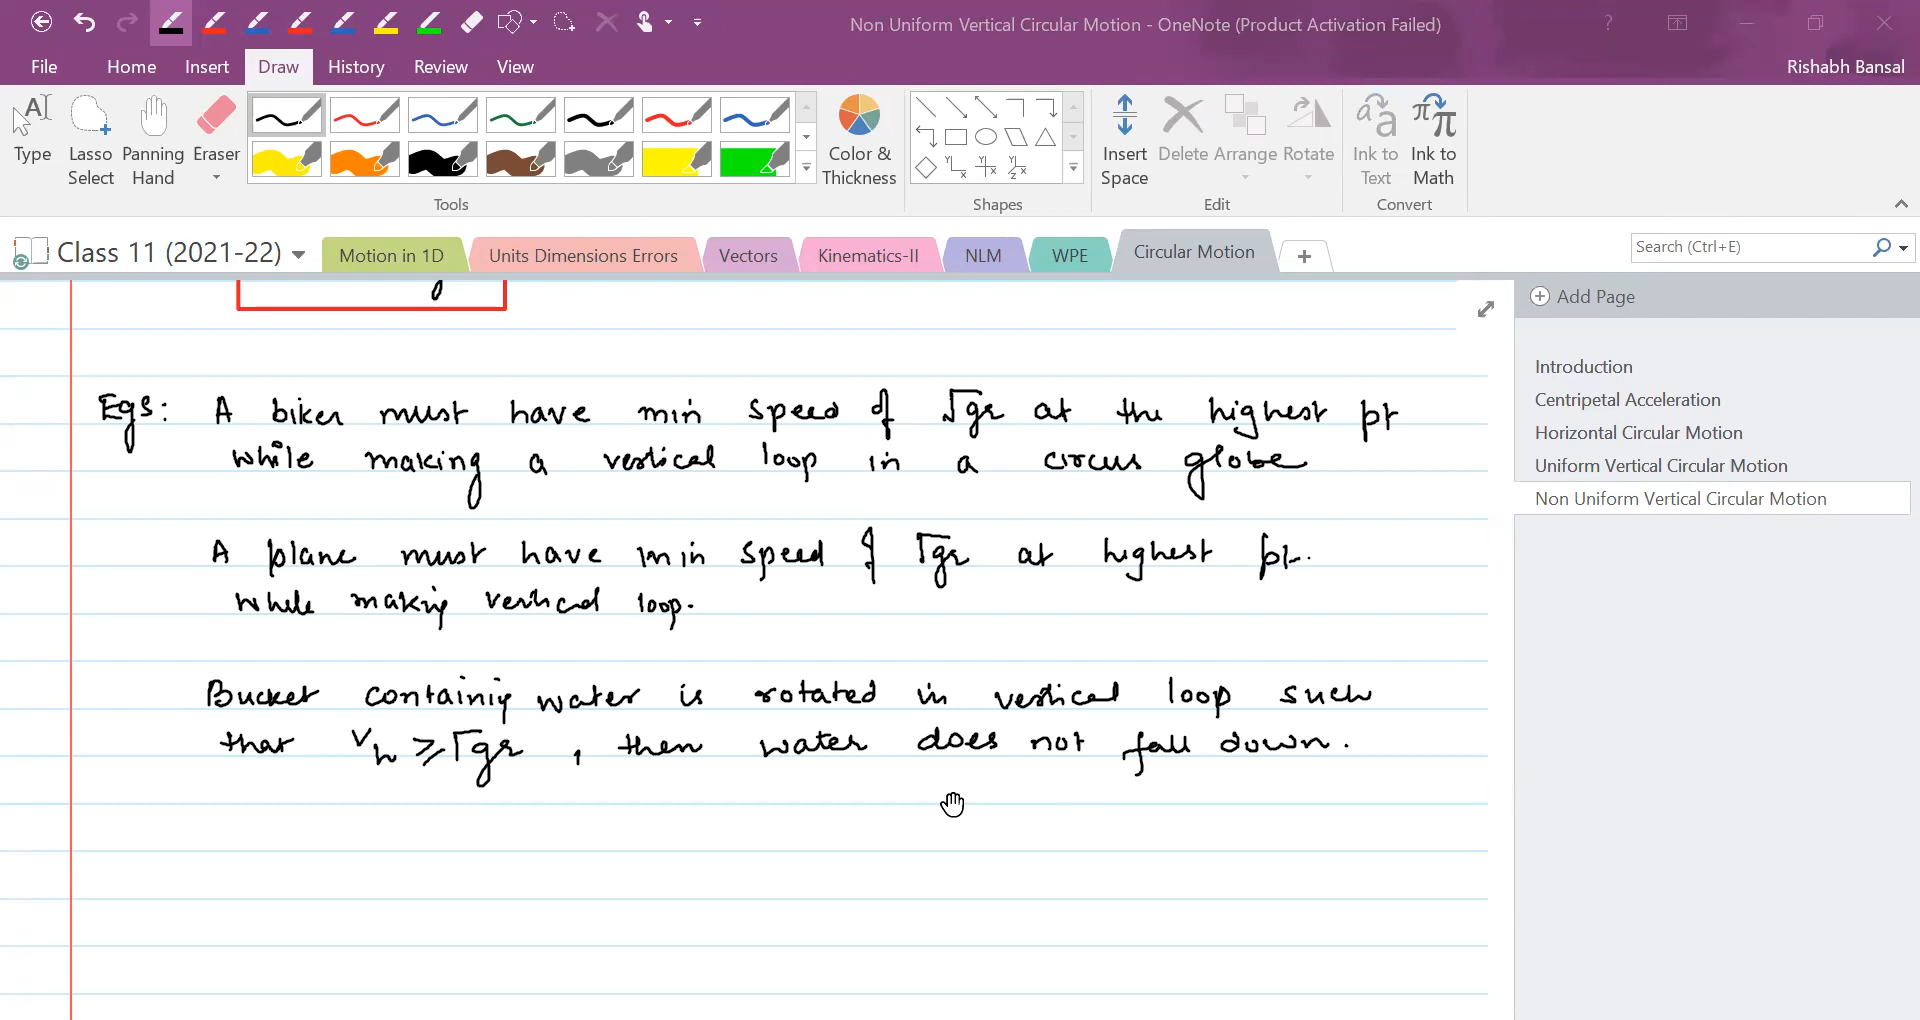 Non Uniform Vertical Circular Motion - OneNote (Product Activation Failed)
?
File Home Insert Draw History Review View
Rishabh Bansal
Type
Lasso Select
Panning Hand
Eraser
Color & Thickness
Insert Space
Delete
Arrange
Rotate
Ink to Text
Ink to Math
Tools
Shapes
Edit
Convert
Class 11 (2021-22)
Motion in 1D
Units Dimensions Errors
Vectors
Kinematics-II
NLM
WPE
Circular Motion
Search (Ctrl+E)
Add Page
Introduction
Centripetal Acceleration
Horizontal Circular Motion
Uniform Vertical Circular Motion
Non Uniform Vertical Circular Motion
Egs: A biker must have min speed of √gr at the highest pt
while making a vertical loop in a circus globe
A plane must have min speed of √gr at highest pt.
while making vertical loop.
Bucket containing water is rotated in vertical loop such
that Vh ⩾ √gr , then water does not fall down.